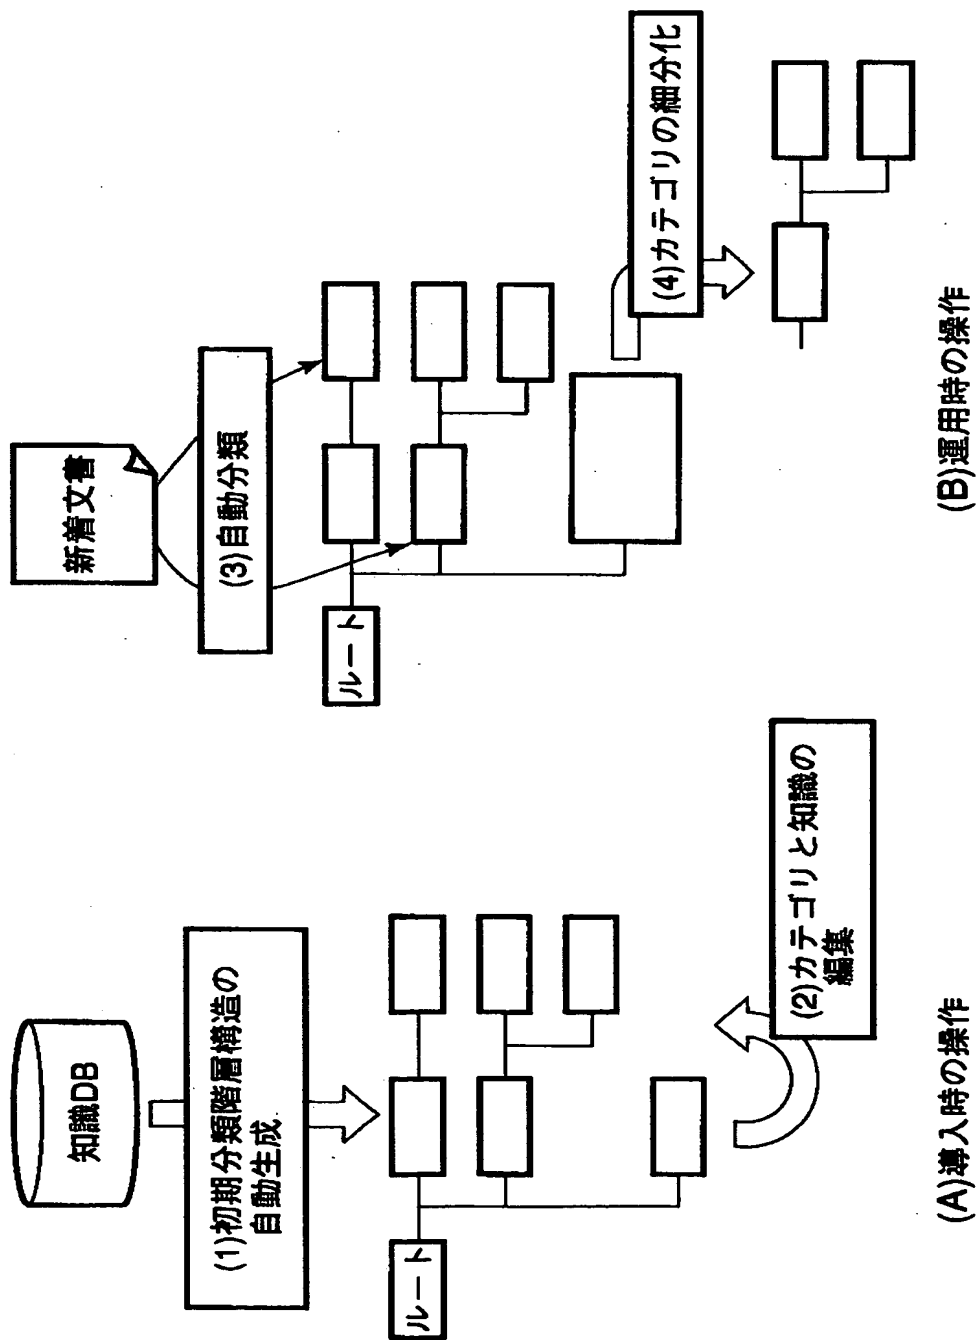 知識DB
(1)初期分類階層構造の
自動生成
ルート
(2)カテゴリと知識の
編集
(A)導入時の操作
新着文書
(3)自動分類
ルート
(4)カテゴリの細分化
(B)運用時の操作